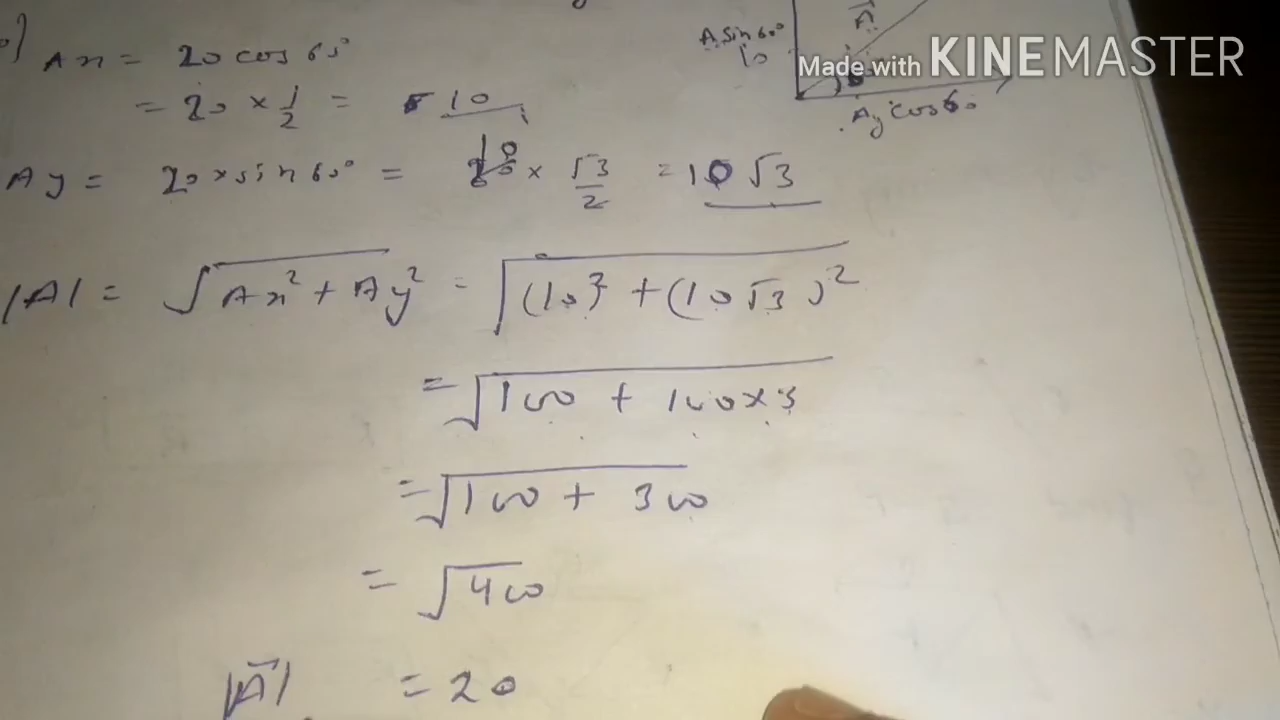 Ax = 20 cos 60°
= 20 × 1/2 = 10
Ay = 20 × sin 60° = 20 × √3/2 = 10√3
|A| = √Ax² + Ay² = √(10)² + (10√3)²
= √100 + 100×3
= √100 + 300
= √400
|A⃗| = 20
A sin 60°
10
A⃗
Ay cos 60
Made with KINEMASTER